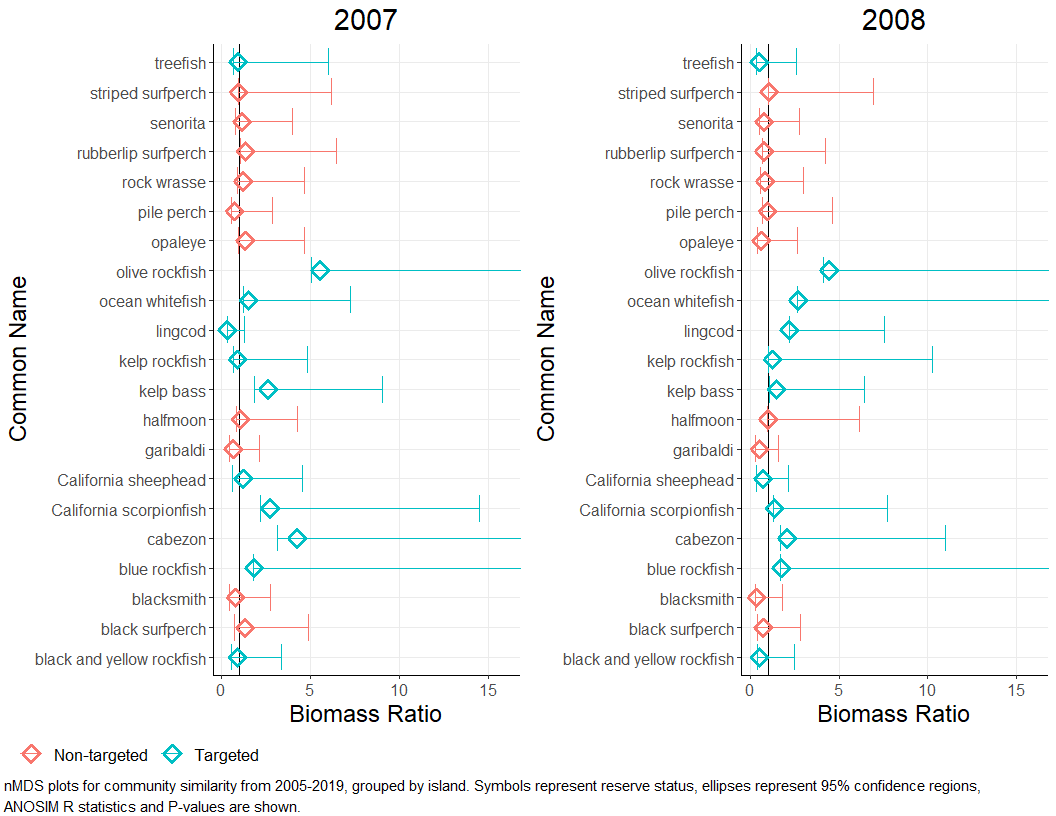 2007
treefish
striped surfperch
senorita
rubberlip surfperch
rock wrasse
pile perch
opaleye
olive rockfish
ocean whitefish
lingcod
kelp rockfish
kelp bass
halfmoon
garibaldi
California sheephead
California scorpionfish
cabezon
blue rockfish
blacksmith
black surfperch
black and yellow rockfish
Common Name
0 5 10 15
Biomass Ratio
2008
treefish
striped surfperch
senorita
rubberlip surfperch
rock wrasse
pile perch
opaleye
olive rockfish
ocean whitefish
lingcod
kelp rockfish
kelp bass
halfmoon
garibaldi
California sheephead
California scorpionfish
cabezon
blue rockfish
blacksmith
black surfperch
black and yellow rockfish
Common Name
0 5 10 15
Biomass Ratio
Non-targeted Targeted
nMDS plots for community similarity from 2005-2019, grouped by island. Symbols represent reserve status, ellipses represent 95% confidence regions,
ANOSIM R statistics and P-values are shown.